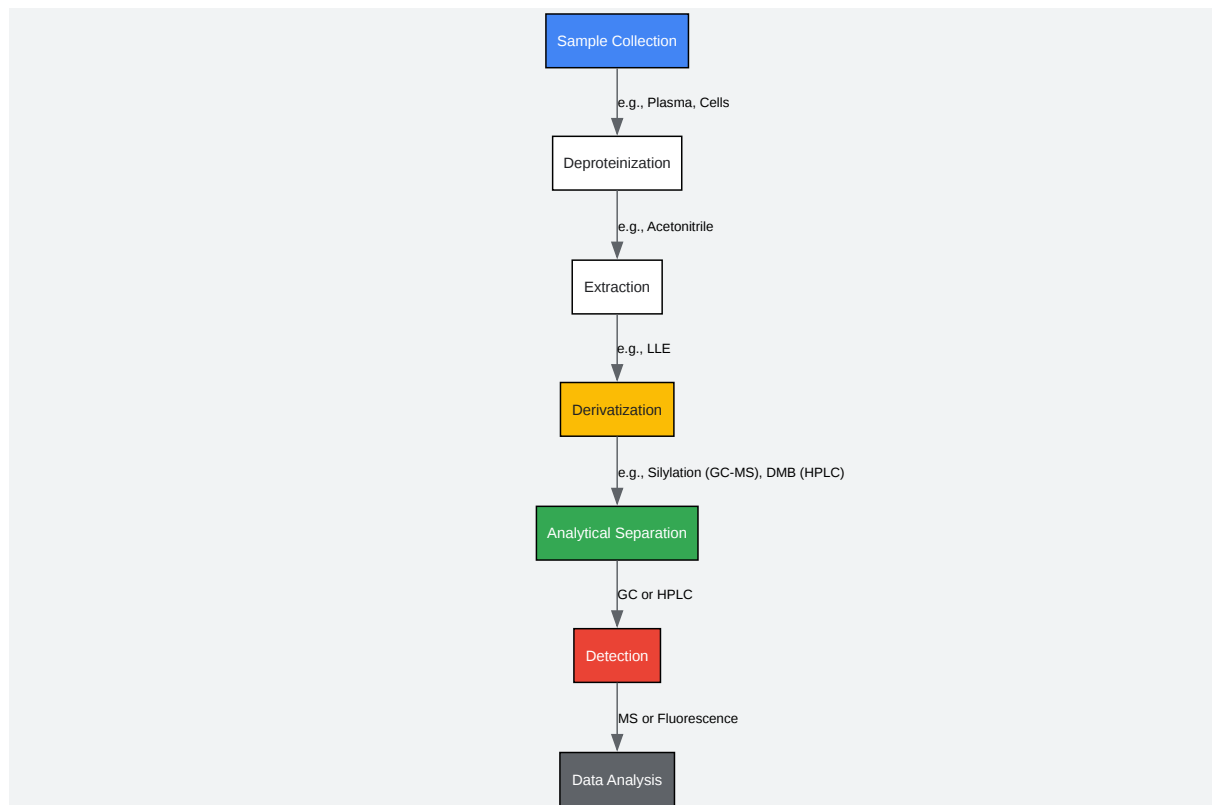 Sample Collection
e.g., Plasma, Cells
Deproteinization
e.g., Acetonitrile
Extraction
e.g., LLE
Derivatization
e.g., Silylation (GC-MS), DMB (HPLC)
Analytical Separation
GC or HPLC
Detection
MS or Fluorescence
Data Analysis